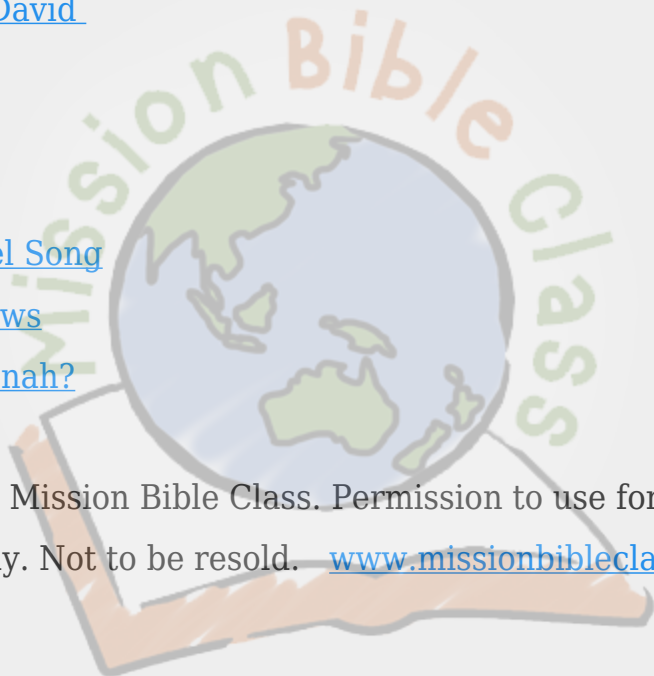 David
Mission Bible Class
el Song
ws
nah?
Mission Bible Class. Permission to use for
y. Not to be resold. www.missionbiblecla